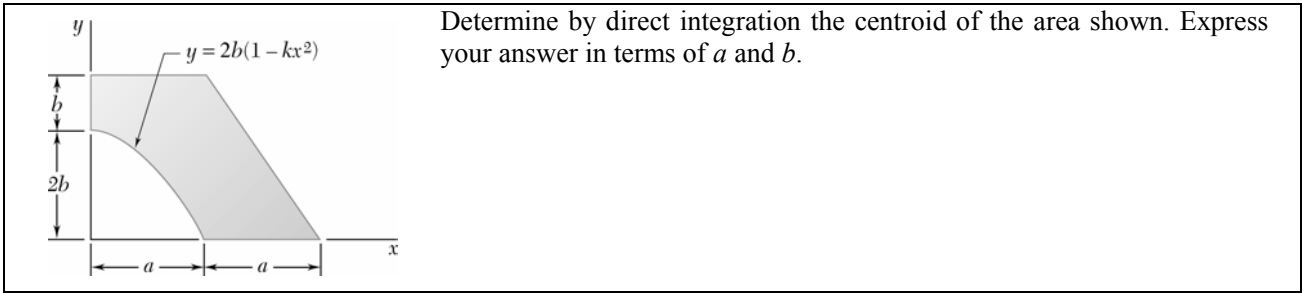 Determine by direct integration the centroid of the area shown. Express
your answer in terms of a and b.
y
y = 2b(1 – kx²)
b
2b
x
a
a